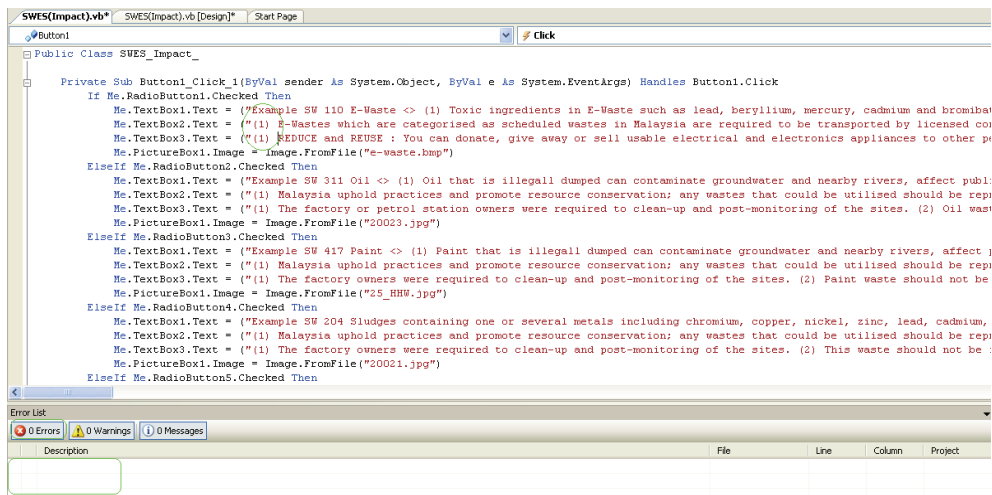 SWES(Impact).vb* SWES(Impact).vb [Design]* Start Page
Button1 Click
Public Class SWES_Impact_
Private Sub Button1_Click_1(ByVal sender As System.Object, ByVal e As System.EventArgs) Handles Button1.Click
If Me.RadioButton1.Checked Then
Me.TextBox1.Text = ("Example SW 110 E-Waste <> (1) Toxic ingredients in E-Waste such as lead, beryllium, mercury, cadmium and bromibat
Me.TextBox2.Text = ("(1) E-Wastes which are categorised as scheduled wastes in Malaysia are required to be transported by licensed con
Me.TextBox3.Text = ("(1) REDUCE and REUSE : You can donate, give away or sell usable electrical and electronics appliances to other pe
Me.PictureBox1.Image = Image.FromFile("e-waste.bmp")
ElseIf Me.RadioButton2.Checked Then
Me.TextBox1.Text = ("Example SW 311 Oil <> (1) Oil that is illegall dumped can contaminate groundwater and nearby rivers, affect publ
Me.TextBox2.Text = ("(1) Malaysia uphold practices and promote resource conservation; any wastes that could be utilised should be repr
Me.TextBox3.Text = ("(1) The factory or petrol station owners were required to clean-up and post-monitoring of the sites. (2) Oil wast
Me.PictureBox1.Image = Image.FromFile("20023.jpg")
ElseIf Me.RadioButton3.Checked Then
Me.TextBox1.Text = ("Example SW 417 Paint <> (1) Paint that is illegall dumped can contaminate groundwater and nearby rivers, affect p
Me.TextBox2.Text = ("(1) Malaysia uphold practices and promote resource conservation; any wastes that could be utilised should be repr
Me.TextBox3.Text = ("(1) The factory owners were required to clean-up and post-monitoring of the sites. (2) Paint waste should not be
Me.PictureBox1.Image = Image.FromFile("25_HHW.jpg")
ElseIf Me.RadioButton4.Checked Then
Me.TextBox1.Text = ("Example SW 204 Sludges containing one or several metals including chromium, copper, nickel, zinc, lead, cadmium,
Me.TextBox2.Text = ("(1) Malaysia uphold practices and promote resource conservation; any wastes that could be utilised should be repr
Me.TextBox3.Text = ("(1) The factory owners were required to clean-up and post-monitoring of the sites. (2) This waste should not be
Me.PictureBox1.Image = Image.FromFile("20021.jpg")
ElseIf Me.RadioButton5.Checked Then
Error List
0 Errors 0 Warnings 0 Messages
Description File Line Column Project